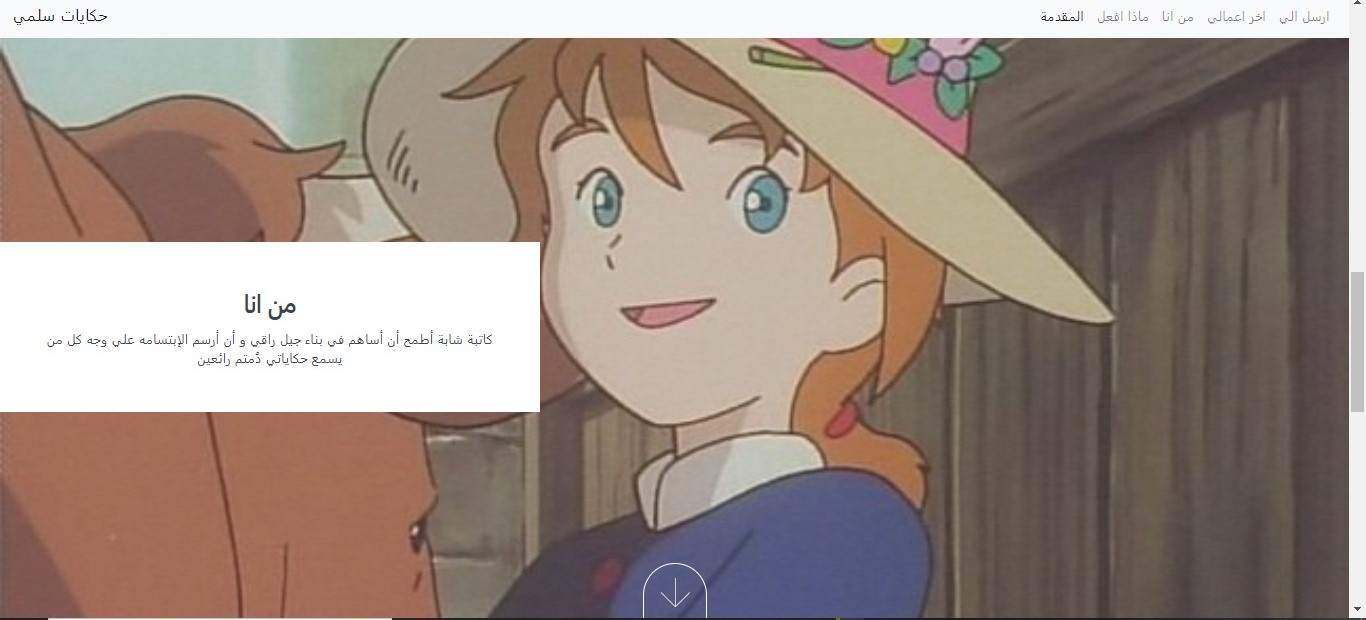 حكايات سلمي
ارسل الي اخر اعمالي من انا ماذا افعل المقدمة
من انا
كاتبة شابة أطمح أن أساهم في بناء جيل راقي و أن أرسم الإبتسامه علي وجه كل من
يسمع حكاياتي دُمتم رائعين